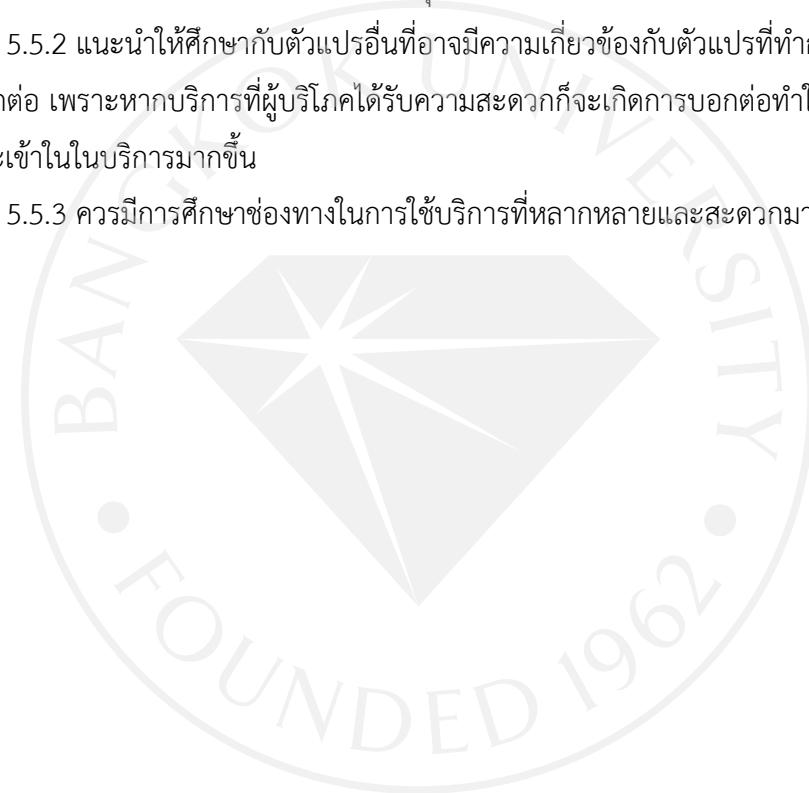 5.5.2 แนะนำให้ศึกษากับตัวแปรอื่นที่อาจมีความเกี่ยวข้องกับตัวแปรที่ทำ
ต่อ เพราะหากบริการที่ผู้บริโภคได้รับความสะดวกก็จะเกิดการบอกต่อทำ
เข้าในในบริการมากขึ้น
5.5.3 ควรมีการศึกษาช่องทางในการใช้บริการที่หลากหลายและสะดวก
BANGKOK UNIVERSITY
• FOUNDED 1962 •